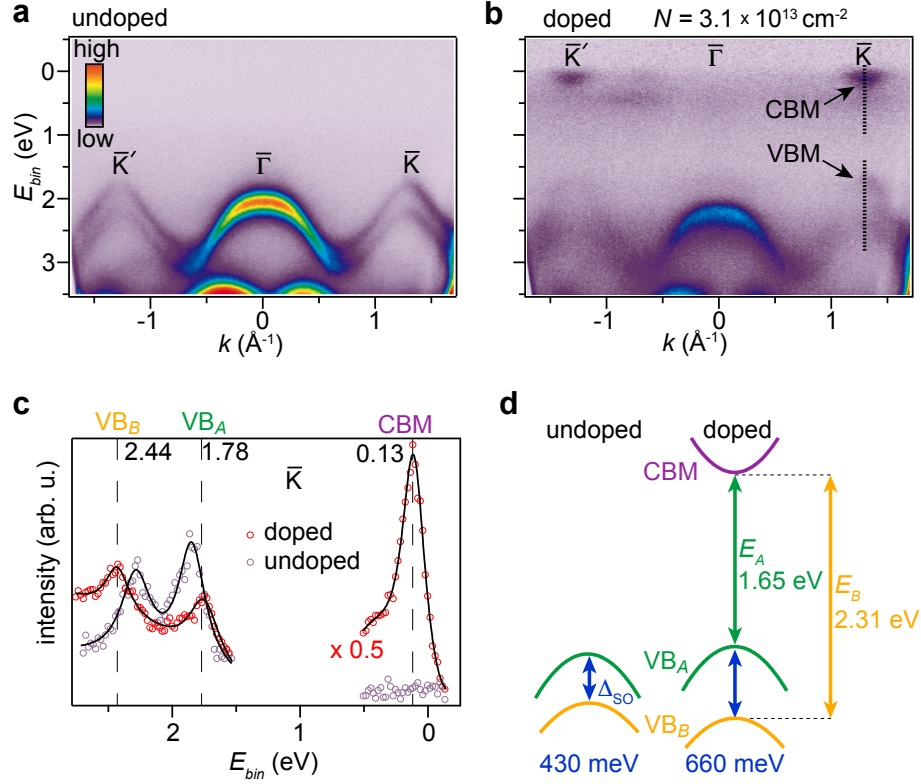 a undoped
high
low
K̅′ Γ̅ K̅
0
1
2
3
E_bin (eV)
-1 0 1
k (Å⁻¹)
b doped N = 3.1 × 10¹³ cm⁻²
K̅′ Γ̅ K̅
CBM
VBM
-1 0 1
k (Å⁻¹)
c
VB_B VB_A CBM
2.44 1.78 0.13
K̅
doped
undoped
x 0.5
intensity (arb. u.)
2 1 0
E_bin (eV)
d
undoped doped
CBM
E_A
1.65 eV
E_B
2.31 eV
VB_A
Δ_SO
VB_B
430 meV 660 meV